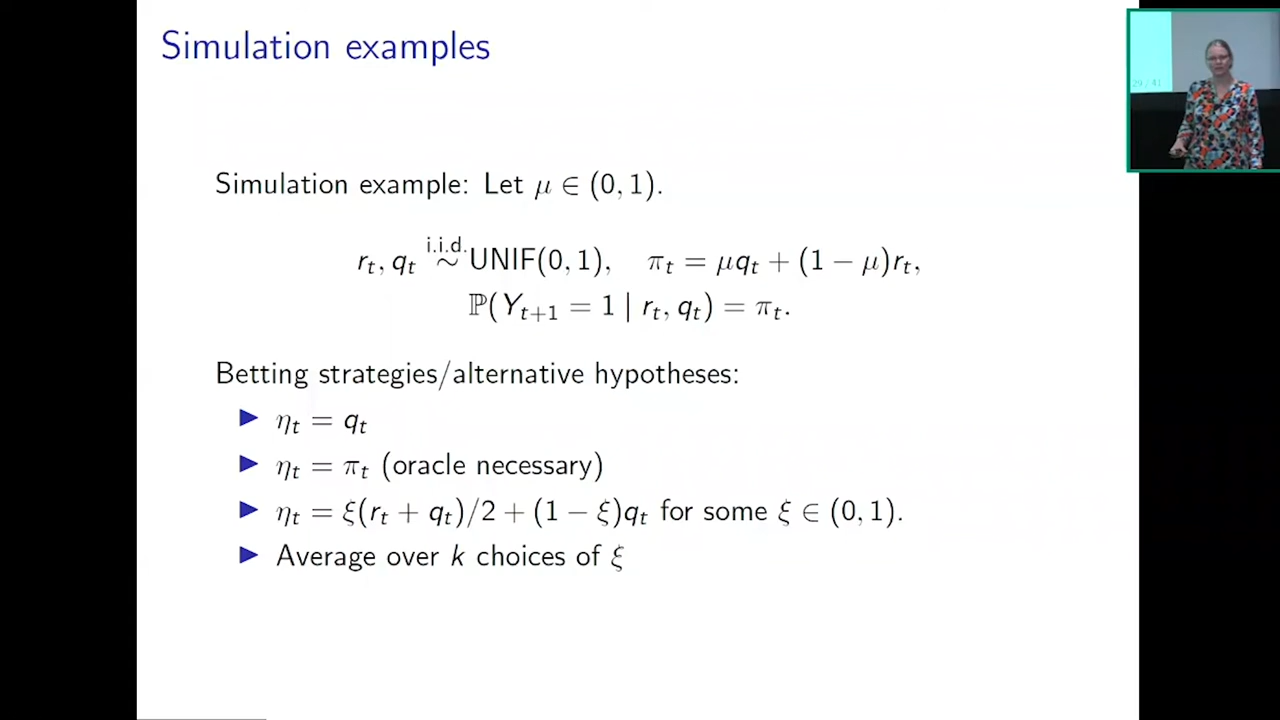 Simulation examples
29 / 41
Simulation example: Let μ ∈ (0, 1).
r_t, q_t i.i.d. ∼ UNIF(0, 1), π_t = μq_t + (1 − μ)r_t,
ℙ(Y_{t+1} = 1 | r_t, q_t) = π_t.
Betting strategies/alternative hypotheses:
▶ η_t = q_t
▶ η_t = π_t (oracle necessary)
▶ η_t = ξ(r_t + q_t)/2 + (1 − ξ)q_t for some ξ ∈ (0, 1).
▶ Average over k choices of ξ